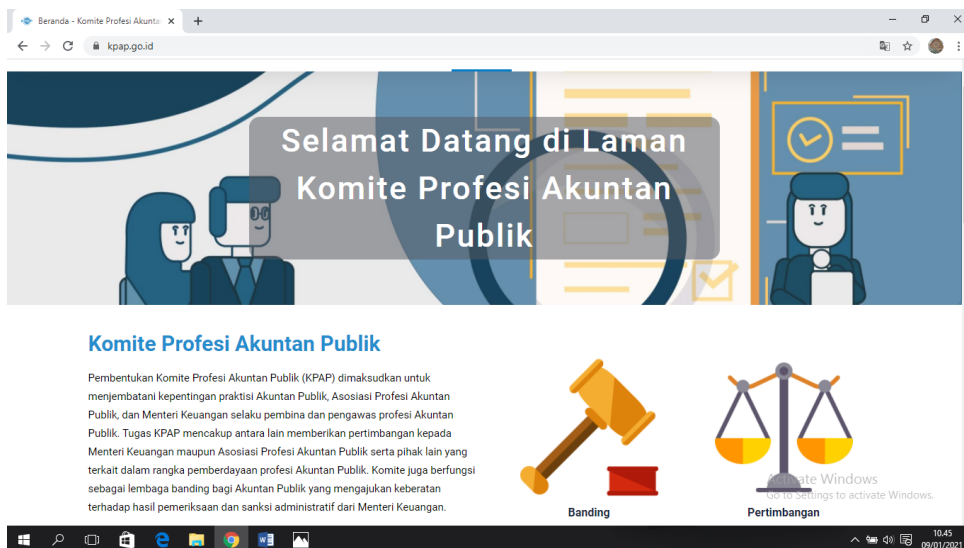 Beranda - Komite Profesi Akunta
kpap.go.id
Selamat Datang di Laman
Komite Profesi Akuntan
Publik
Komite Profesi Akuntan Publik
Pembentukan Komite Profesi Akuntan Publik (KPAP) dimaksudkan untuk
menjembatani kepentingan praktisi Akuntan Publik, Asosiasi Profesi Akuntan
Publik, dan Menteri Keuangan selaku pembina dan pengawas profesi Akuntan
Publik. Tugas KPAP mencakup antara lain memberikan pertimbangan kepada
Menteri Keuangan maupun Asosiasi Profesi Akuntan Publik serta pihak lain yang
terkait dalam rangka pemberdayaan profesi Akuntan Publik. Komite juga berfungsi
sebagai lembaga banding bagi Akuntan Publik yang mengajukan keberatan
terhadap hasil pemeriksaan dan sanksi administratif dari Menteri Keuangan.
Banding
Pertimbangan
Activate Windows
Go to Settings to activate Windows.
10.45
09/01/2021